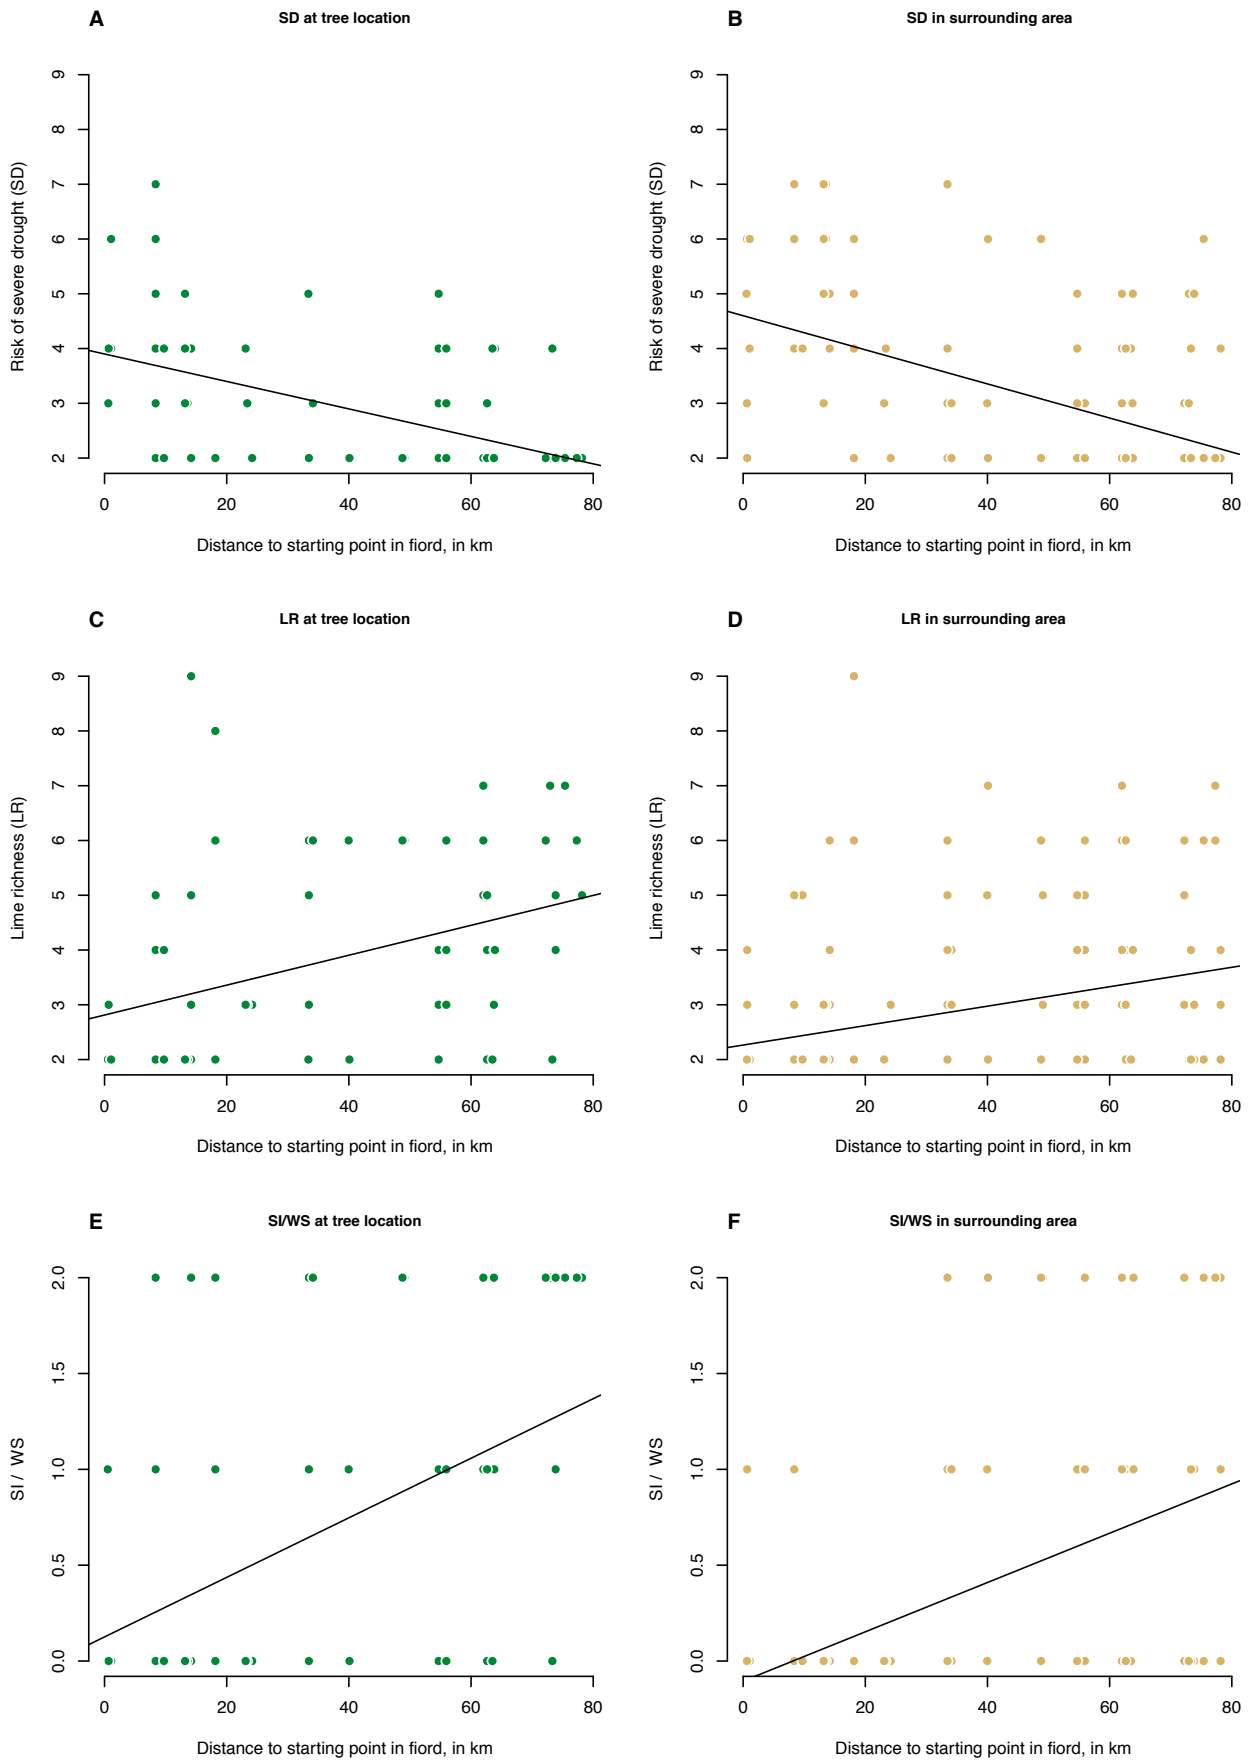 A
SD at tree location
Risk of severe drought (SD)
9
8
7
6
5
4
3
2
0 20 40 60 80
Distance to starting point in fiord, in km
B
SD in surrounding area
Risk of severe drought (SD)
9
8
7
6
5
4
3
2
0 20 40 60 80
Distance to starting point in fiord, in km
C
LR at tree location
Lime richness (LR)
9
8
7
6
5
4
3
2
0 20 40 60 80
Distance to starting point in fiord, in km
D
LR in surrounding area
Lime richness (LR)
9
8
7
6
5
4
3
2
0 20 40 60 80
Distance to starting point in fiord, in km
E
SI/WS at tree location
SI / WS
2.0
1.5
1.0
0.5
0.0
0 20 40 60 80
Distance to starting point in fiord, in km
F
SI/WS in surrounding area
SI / WS
2.0
1.5
1.0
0.5
0.0
0 20 40 60 80
Distance to starting point in fiord, in km